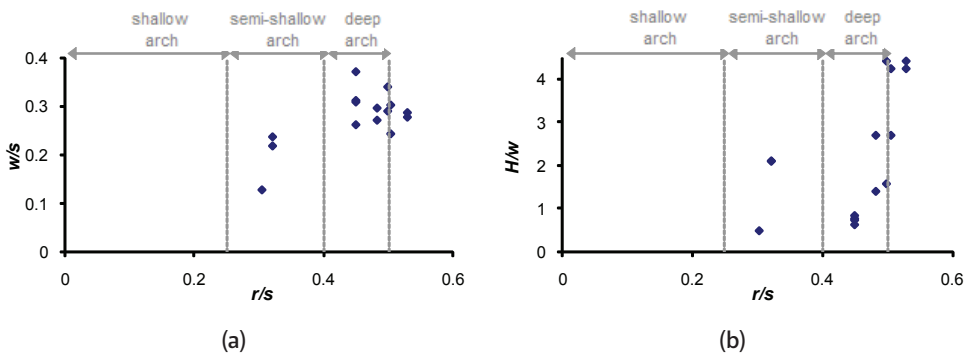 shallow
arch
semi-shallow
arch
deep
arch
0.4
0.3
0.2
0.1
0
w/s
0
0.2
0.4
0.6
r/s
(a)
shallow
arch
semi-shallow
arch
deep
arch
4
3
2
1
0
H/w
0
0.2
0.4
0.6
r/s
(b)